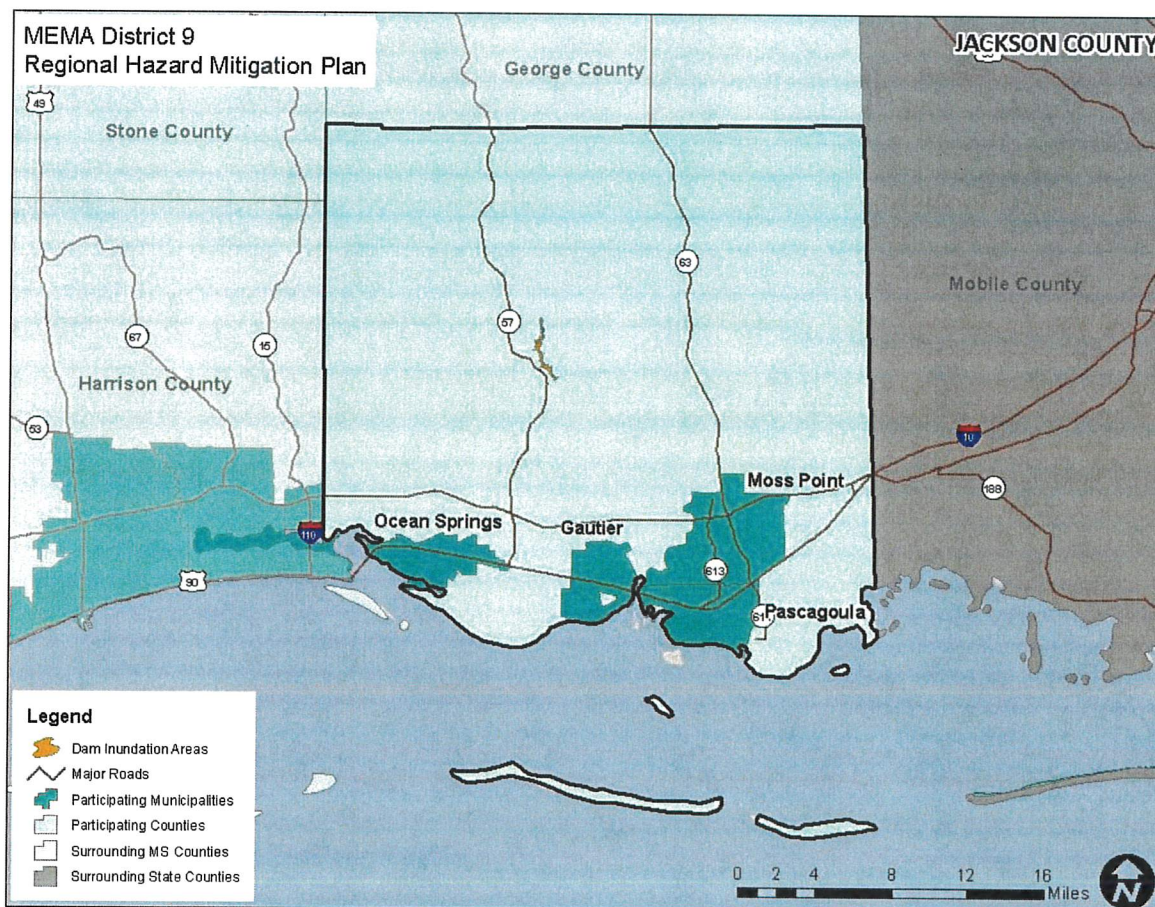 MEMA District 9
Regional Hazard Mitigation Plan
JACKSON COUNTY
George County
49
Stone County
63
Mobile County
57
67
15
Harrison County
53
10
188
Moss Point
Ocean Springs
Gautier
110
613
90
Pascagoula
Legend
Dam Inundation Areas
Major Roads
Participating Municipalities
Participating Counties
Surrounding MS Counties
Surrounding State Counties
0 2 4 8 12 16
Miles